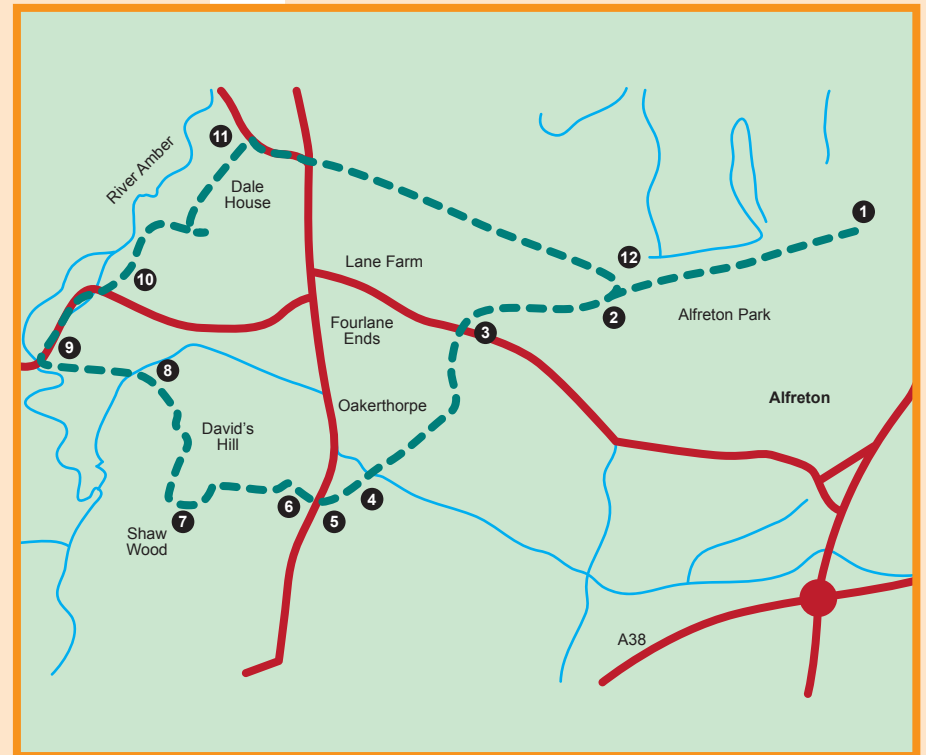 11
River Amber
Dale
House
1
12
10
Lane Farm
2
Alfreton Park
Fourlane
Ends
3
9
8
Alfreton
Oakerthorpe
David's
Hill
4
6
5
7
Shaw
Wood
A38